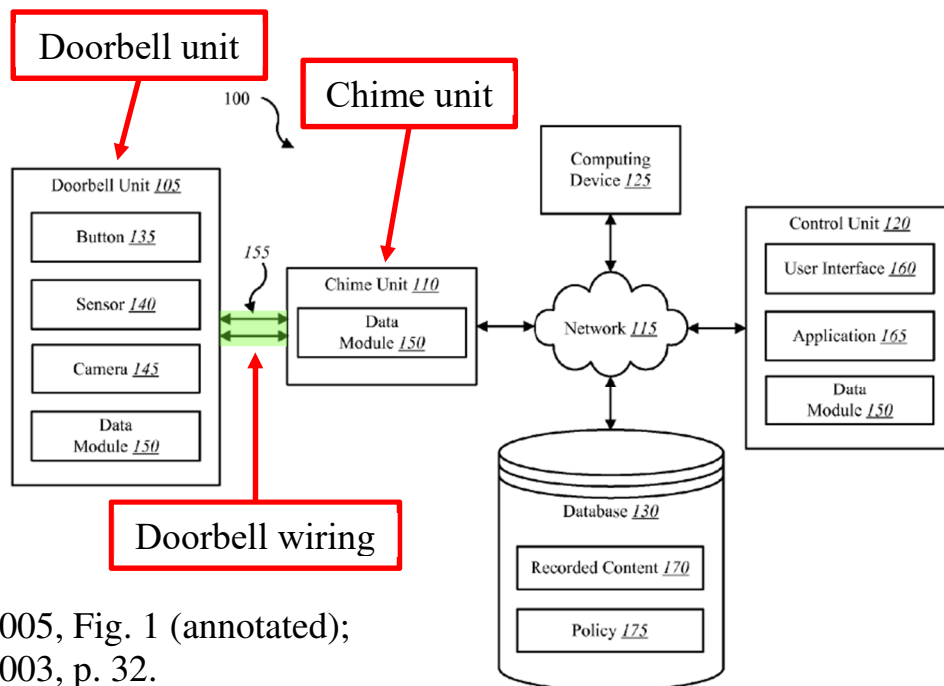 Doorbell unit
Chime unit
100
Computing
Device 125
Doorbell Unit 105
Button 135
Sensor 140
Camera 145
Data
Module 150
155
Chime Unit 110
Data
Module 150
Network 115
Control Unit 120
User Interface 160
Application 165
Data
Module 150
Doorbell wiring
Database 130
Recorded Content 170
Policy 175
005, Fig. 1 (annotated);
003, p. 32.